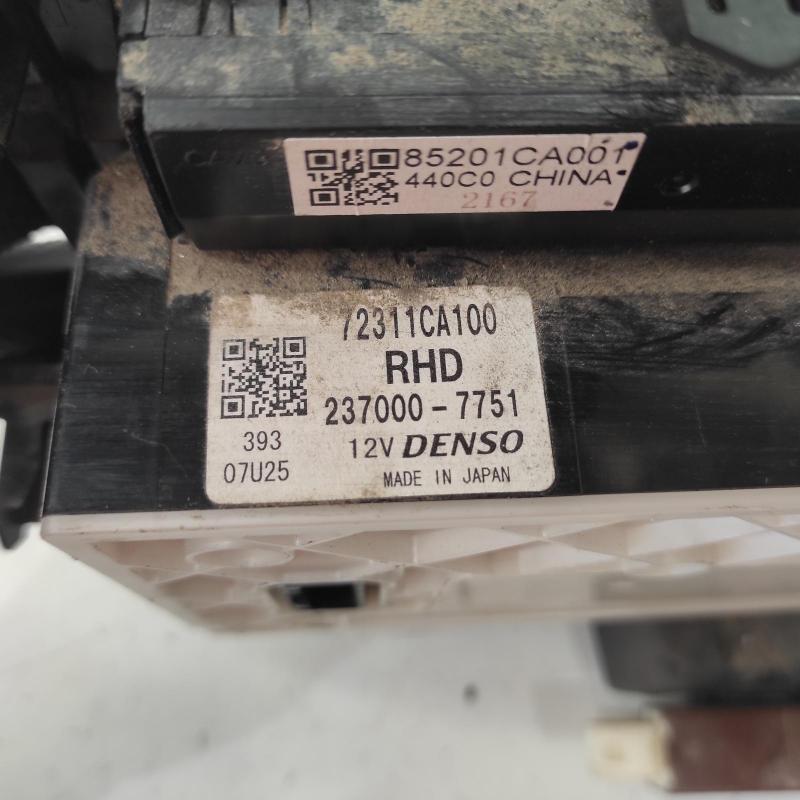 85201CA001
440C0 CHINA
2167
72311CA100
RHD
237000-7751
393 12V DENSO
07U25 MADE IN JAPAN